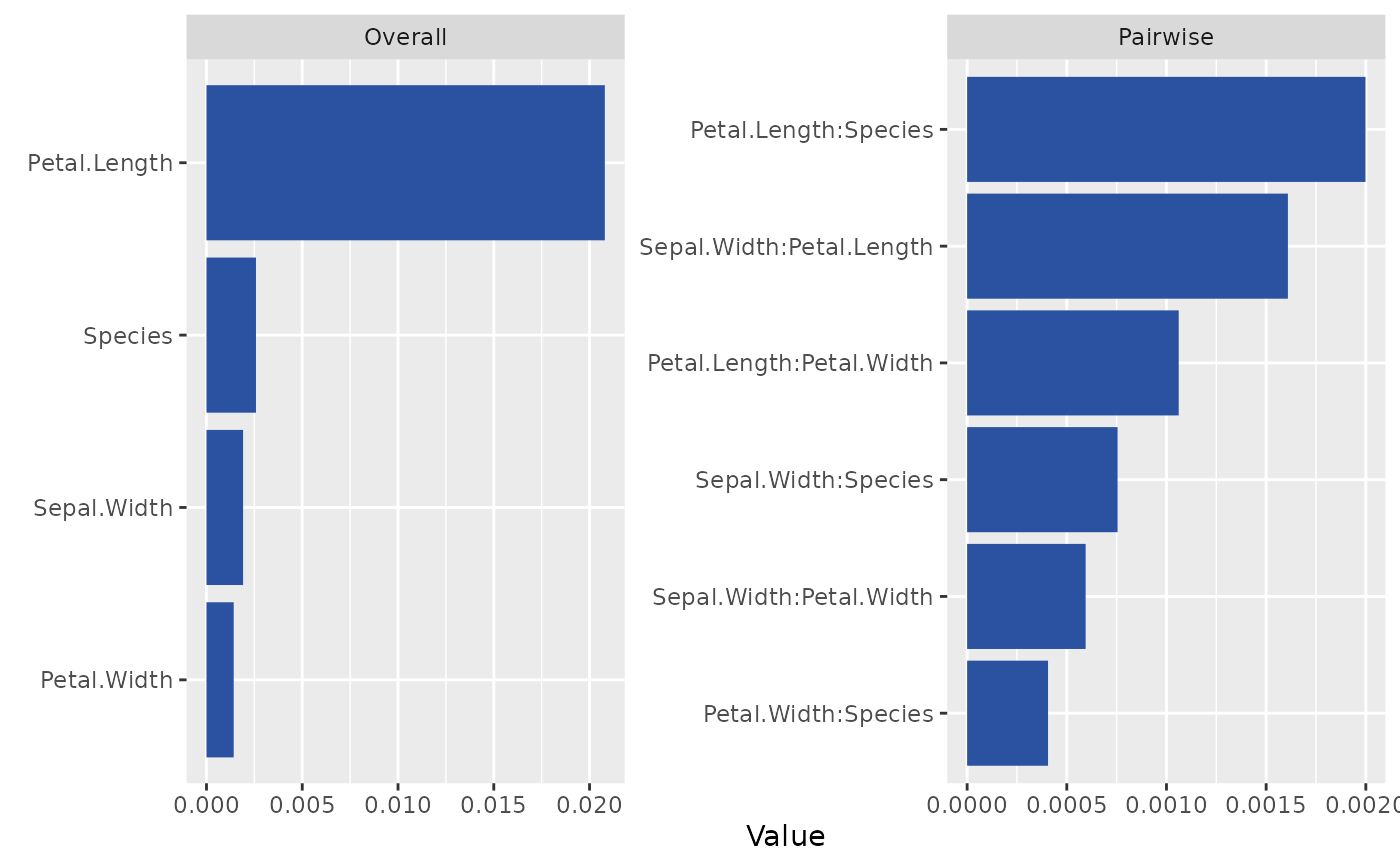 Overall
Petal.Length
Species
Sepal.Width
Petal.Width
0.000 0.005 0.010 0.015 0.020
Pairwise
Petal.Length:Species
Sepal.Width:Petal.Length
Petal.Length:Petal.Width
Sepal.Width:Species
Sepal.Width:Petal.Width
Petal.Width:Species
0.0000 0.0005 0.0010 0.0015 0.0020
Value